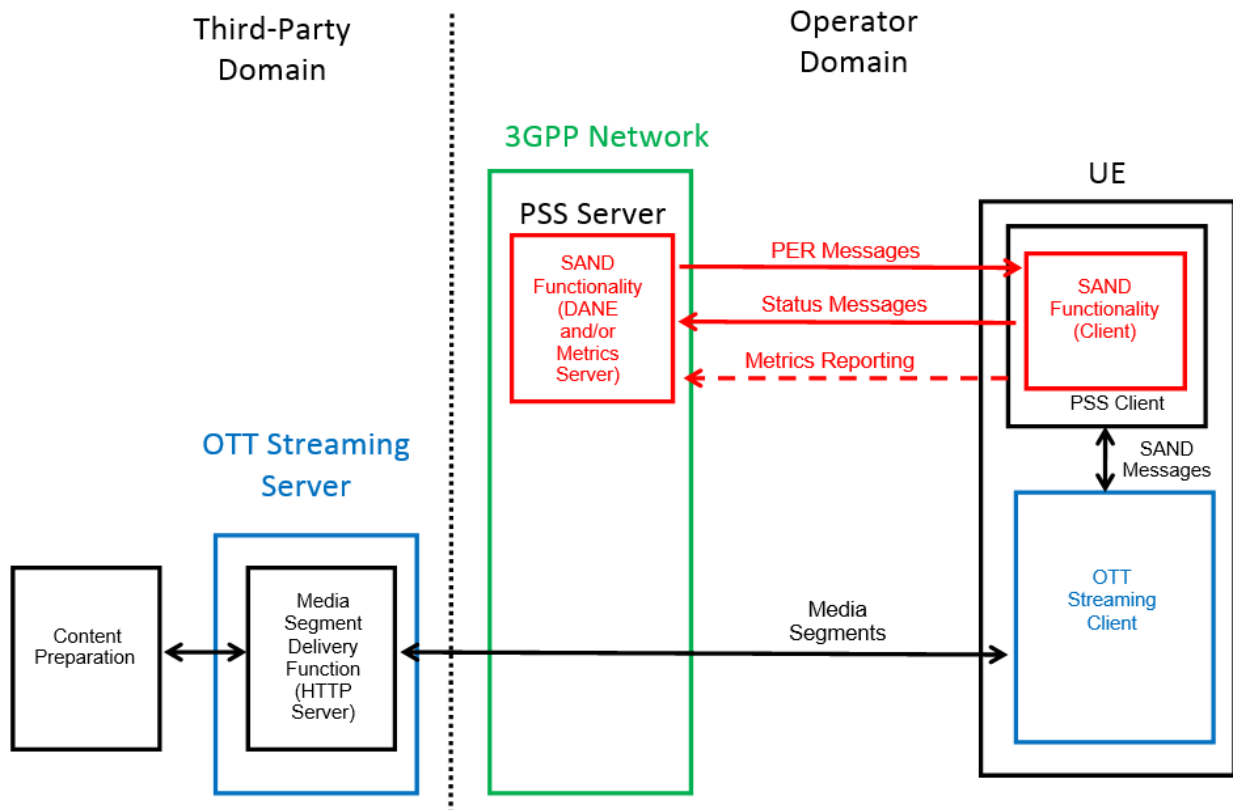 Third-Party
Domain
Operator
Domain
3GPP Network
UE
PSS Server
SAND
Functionality
(DANE
and/or
Metrics
Server)
PER Messages
Status Messages
Metrics Reporting
SAND
Functionality
(Client)
PSS Client
SAND
Messages
OTT Streaming
Server
Content
Preparation
Media
Segment
Delivery
Function
(HTTP
Server)
Media
Segments
OTT
Streaming
Client